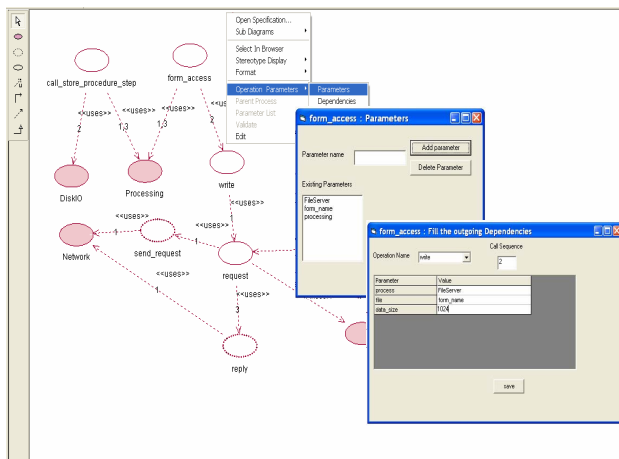 Open Specification...
Sub Diagrams
Select In Browser
Stereotype Display
Format
Operation Parameters
Parent Process
Parameter List
Validate
Edit
Parameters
Dependencies
call_store_procedure_step
form_access
<<uses>>
2
<<uses>>
1,3
<<uses>>
1,3
<<us
2
DiskIO
Processing
write
<<uses>>
1
<<uses>>
1
<<uses>>
1
Network
send_request
request
<<uses>>
1
<<uses>>
3
<<uses>>
reply
form_access : Parameters
Parameter name
Add parameter
Delete Parameter
Existing Parameters
FileServer
form_name
processing
form_access : Fill the outgoing Dependencies
Call Sequence
Operation Name
write
2
Parameter
Value
process
FileServer
file
form_name
data_size
1024
save